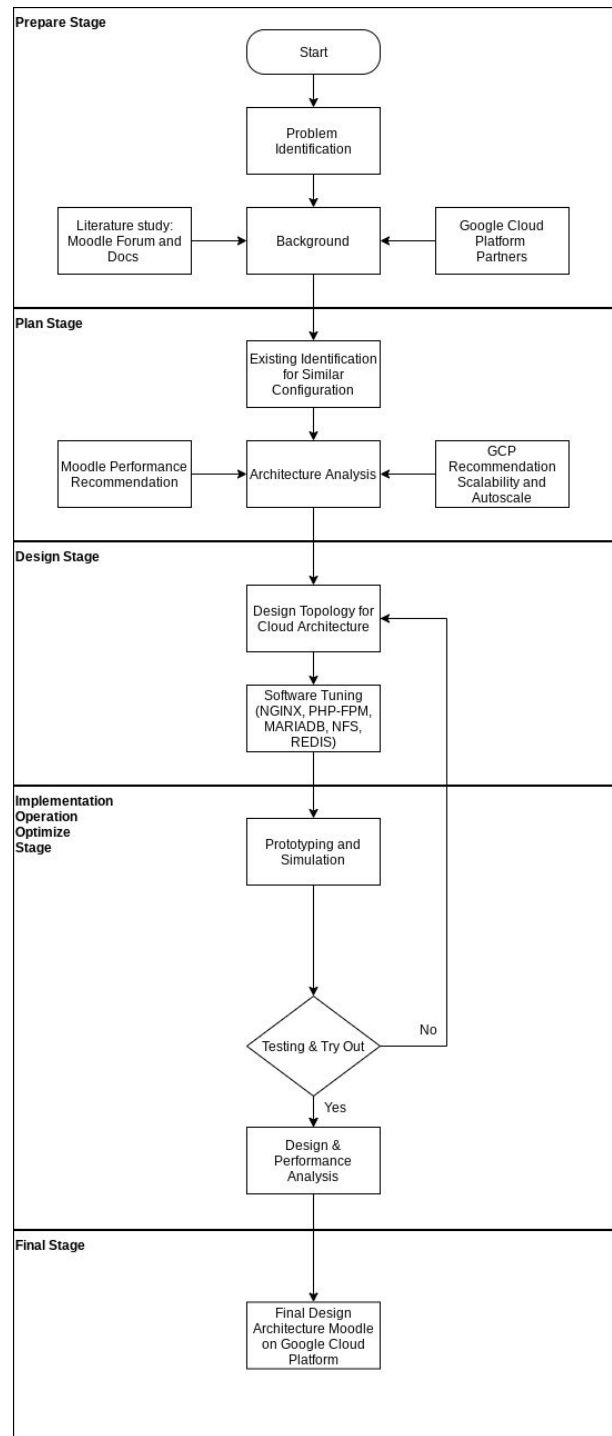 Prepare Stage
Start
Problem
Identification
Literature study:
Moodle Forum and
Docs
Background
Google Cloud
Platform
Partners
Plan Stage
Existing Identification
for Similar
Configuration
Moodle Performance
Recommendation
Architecture Analysis
GCP
Recommendation
Scalability and
Autoscale
Design Stage
Design Topology for
Cloud Architecture
Software Tuning
(NGINX, PHP-FPM,
MARIADB, NFS,
REDIS)
Implementation
Operation
Optimize
Stage
Prototyping and
Simulation
Testing & Try Out
No
Yes
Design &
Performance
Analysis
Final Stage
Final Design
Architecture Moodle
on Google Cloud
Platform